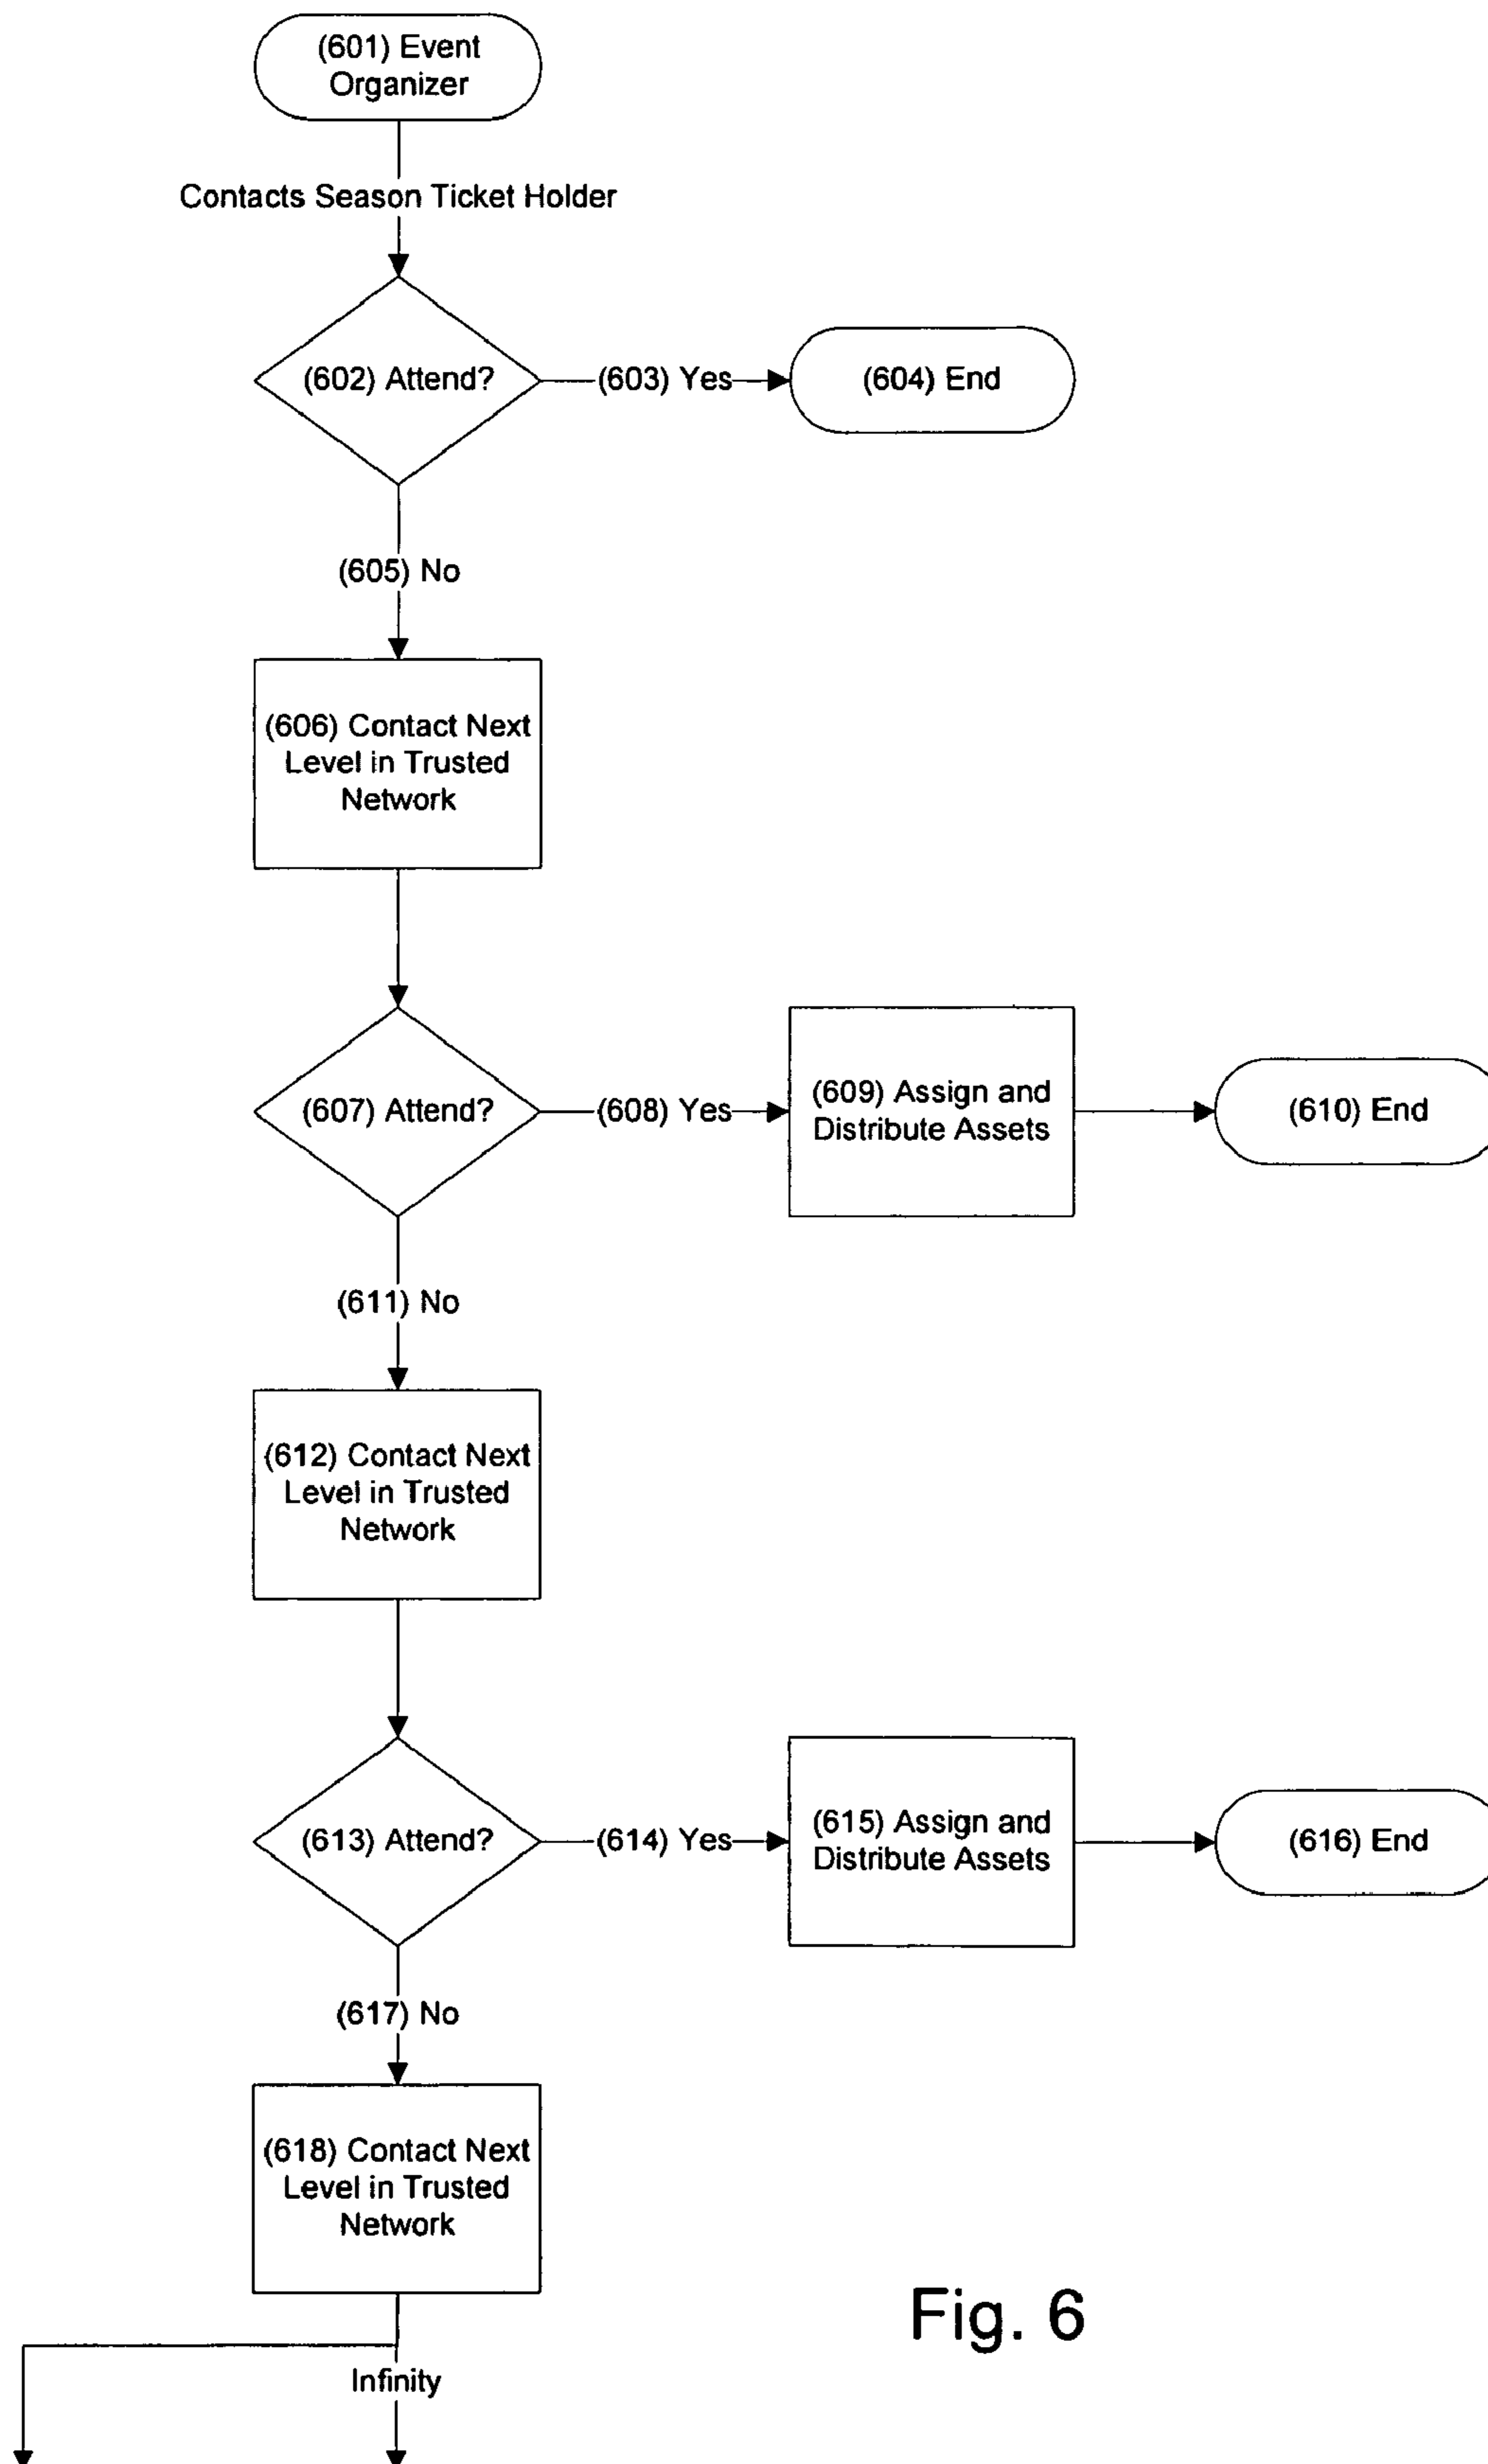 (601) Event
Organizer
Contacts Season Ticket Holder
(602) Attend?
(603) Yes
(604) End
(605) No
(606) Contact Next
Level in Trusted
Network
(607) Attend?
(608) Yes
(609) Assign and
Distribute Assets
(610) End
(611) No
(612) Contact Next
Level in Trusted
Network
(613) Attend?
(614) Yes
(615) Assign and
Distribute Assets
(616) End
(617) No
(618) Contact Next
Level in Trusted
Network
Infinity
Fig. 6